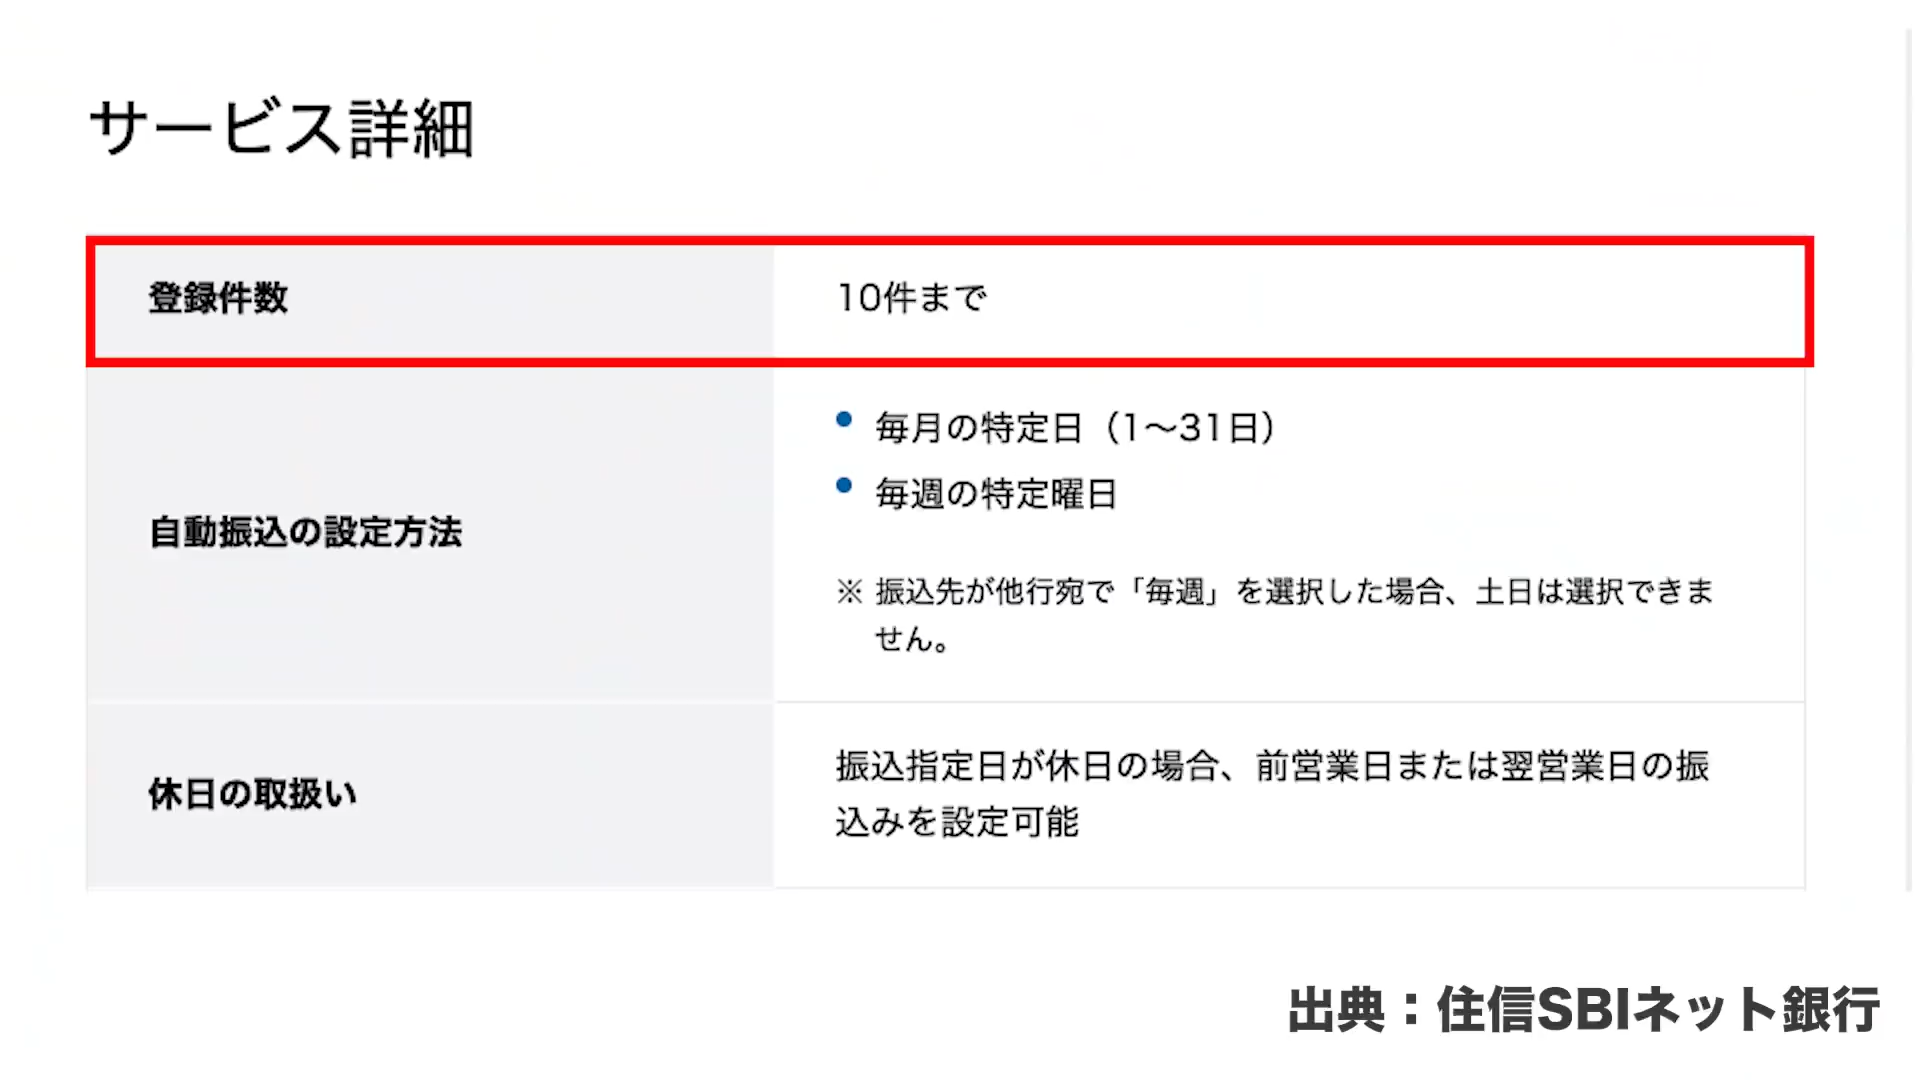 サービス詳細
登録件数
10件まで
自動振込の設定方法
• 毎月の特定日（1〜31日）
• 毎週の特定曜日
※ 振込先が他行宛で「毎週」を選択した場合、土日は選択できま
せん。
休日の取扱い
振込指定日が休日の場合、前営業日または翌営業日の振
込みを設定可能
出典：住信SBIネット銀行